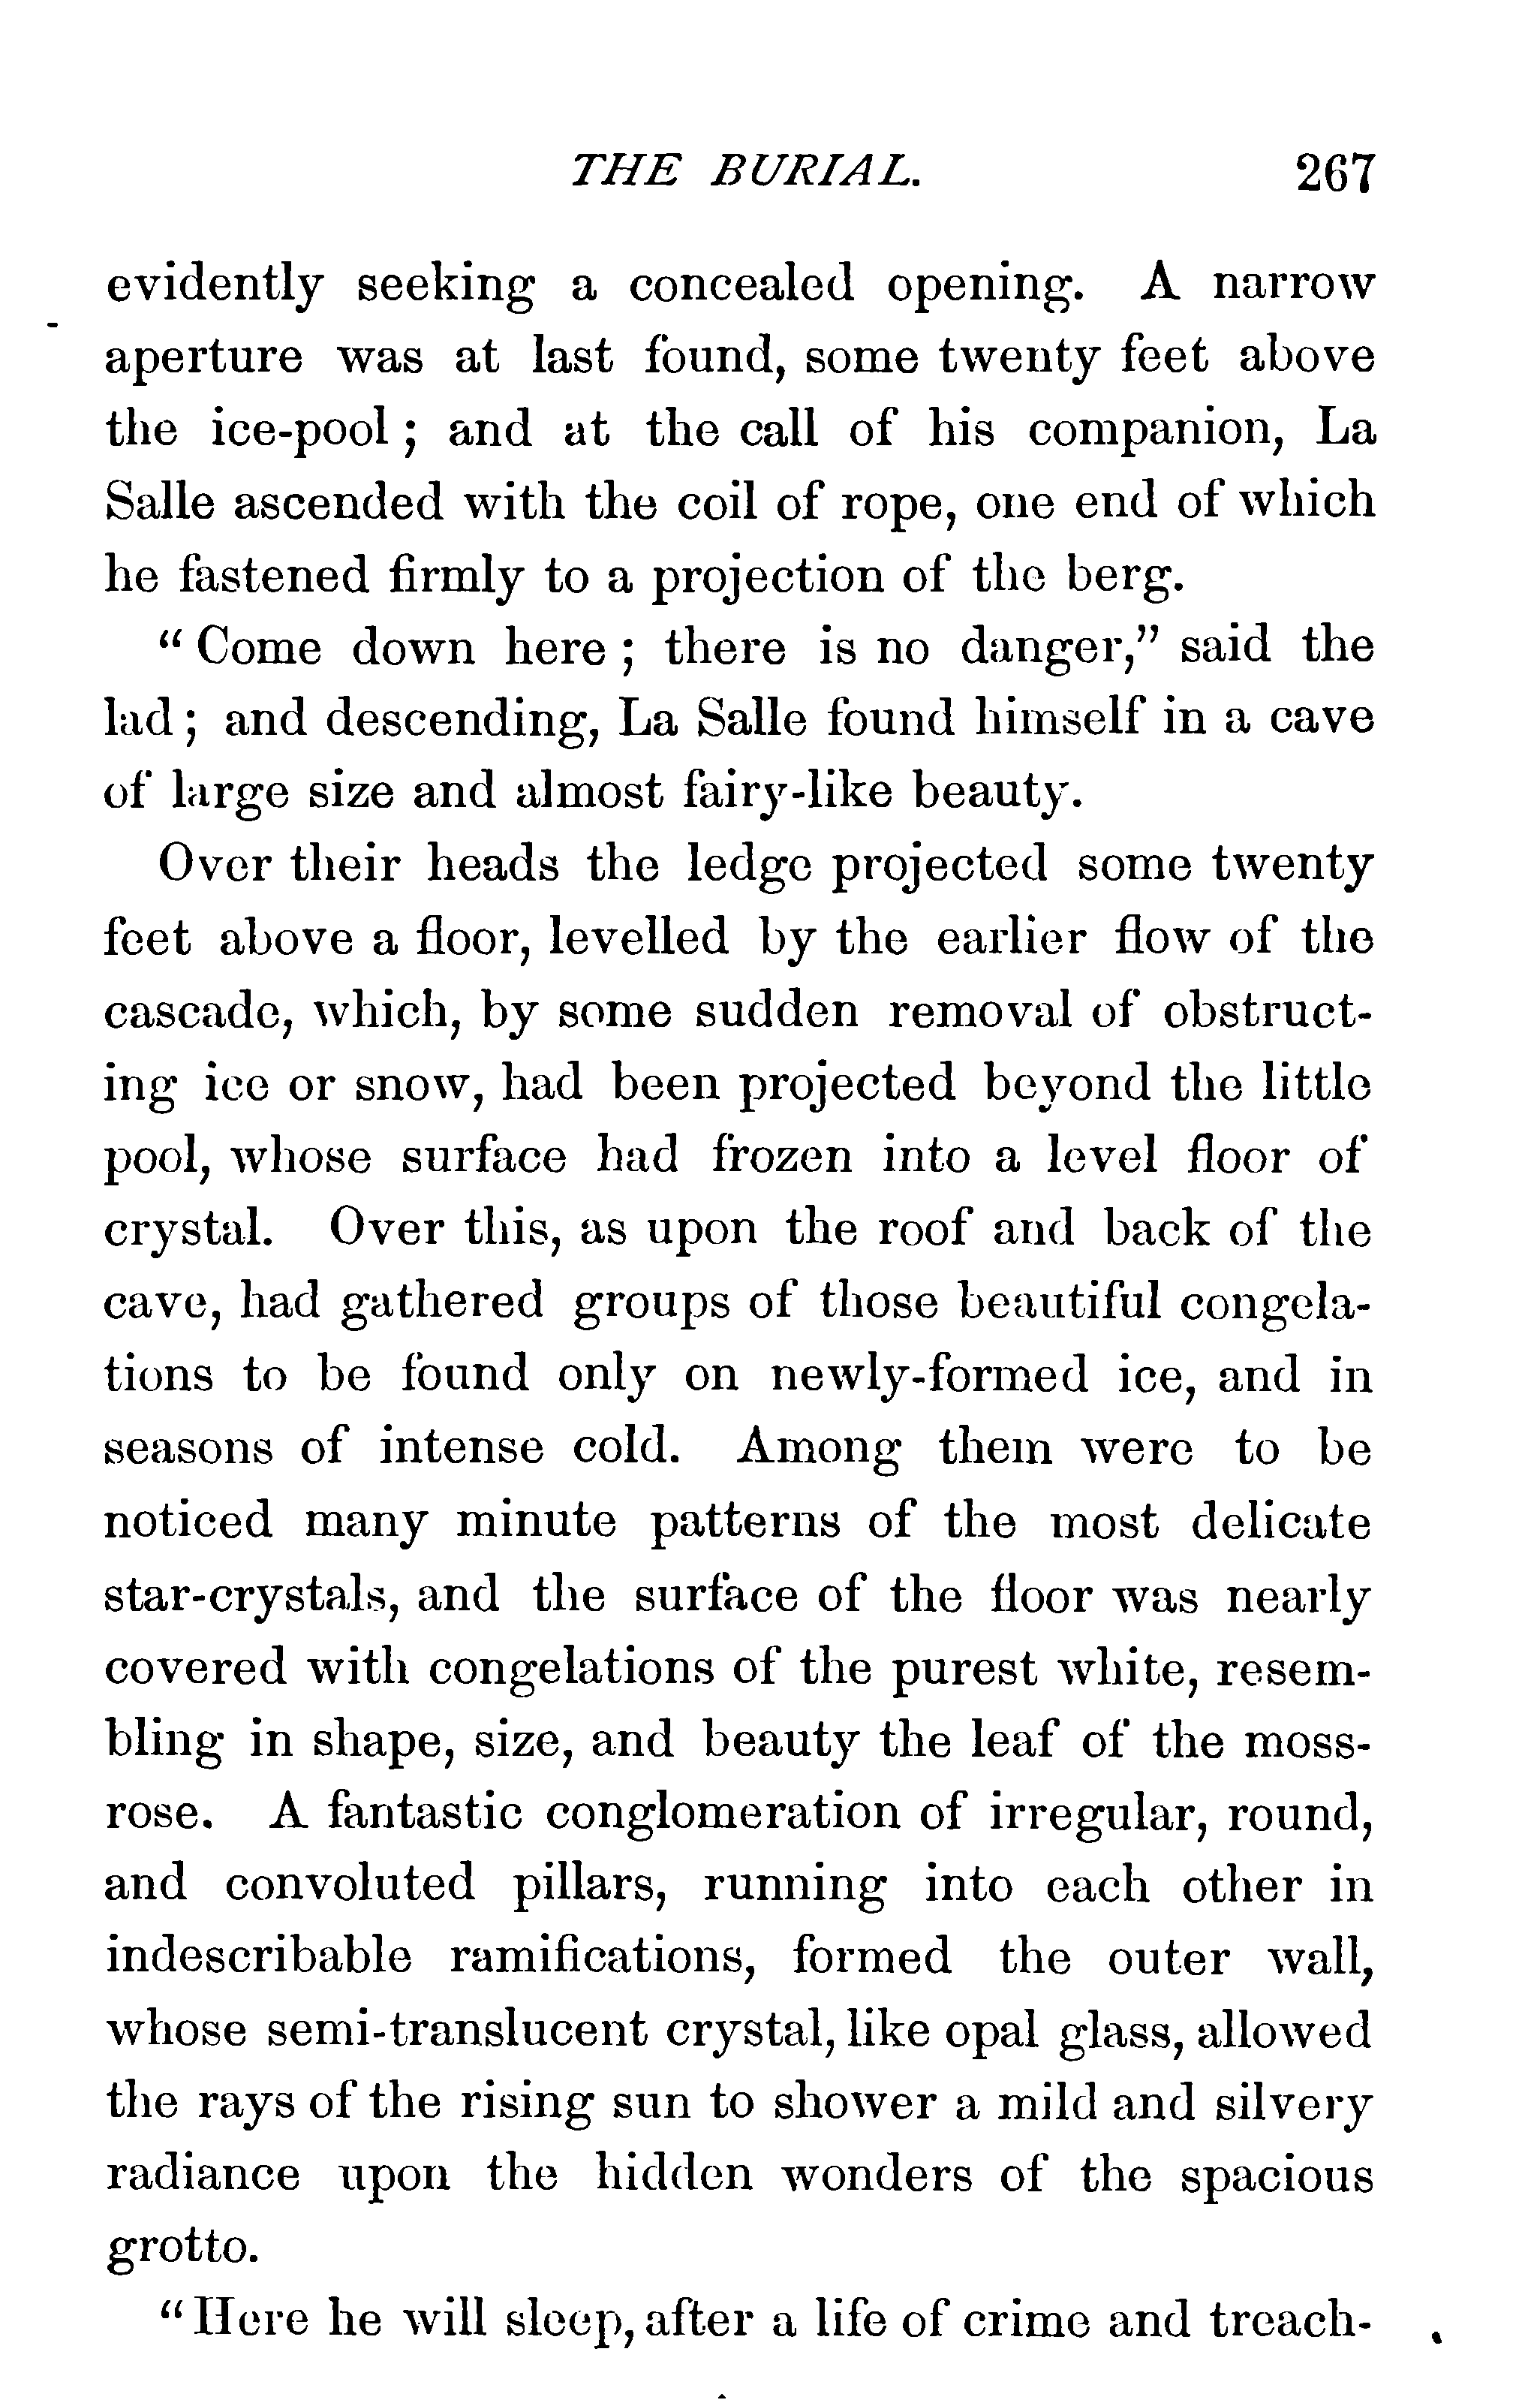 THE BURIAL. 267
evidently seeking a concealed opening. A narrow
aperture was at last found, some twenty feet above
the ice-pool ; and at the call of his companion, La
Salle ascended with the coil of rope, one end of which
he fastened firmly to a projection of the berg.
“ Come down here ; there is no danger,” said the
lad ; and descending, La Salle found himself in a cave
of large size and almost fairy-like beauty.
Over their heads the ledge projected some twenty
feet above a floor, levelled by the earlier flow of the
cascade, which, by some sudden removal of obstruct-
ing ice or snow, had been projected beyond the little
pool, whose surface had frozen into a level floor of
crystal. Over this, as upon the roof and back of the
cave, had gathered groups of those beautiful congela-
tions to be found only on newly-formed ice, and in
seasons of intense cold. Among them were to be
noticed many minute patterns of the most delicate
star-crystals, and the surface of the floor was nearly
covered with congelations of the purest white, resem-
bling in shape, size, and beauty the leaf of the moss-
rose. A fantastic conglomeration of irregular, round,
and convoluted pillars, running into each other in
indescribable ramifications, formed the outer wall,
whose semi-translucent crystal, like opal glass, allowed
the rays of the rising sun to shower a mild and silvery
radiance upon the hidden wonders of the spacious
grotto.
“ Here he will sleep, after a life of crime and treach-